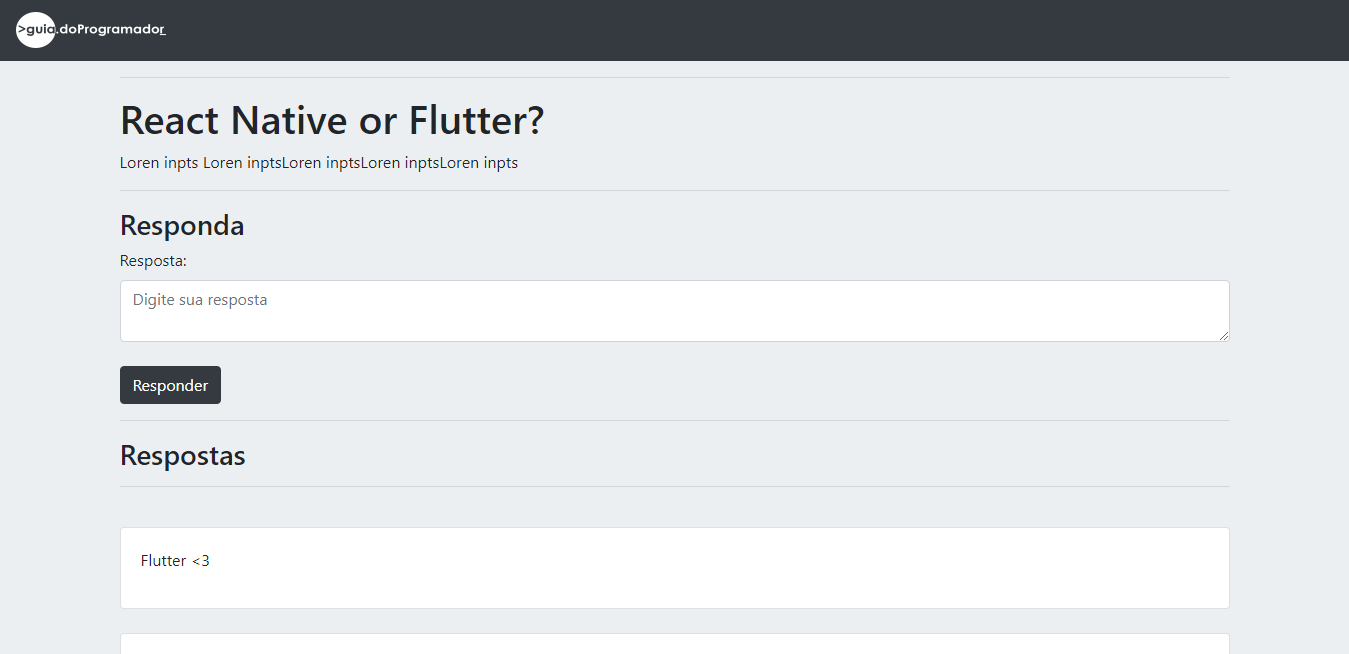 >guia.doProgramador
React Native or Flutter?
Loren inpts Loren inptsLoren inptsLoren inptsLoren inpts
Responda
Resposta:
Digite sua resposta
Responder
Respostas
Flutter <3